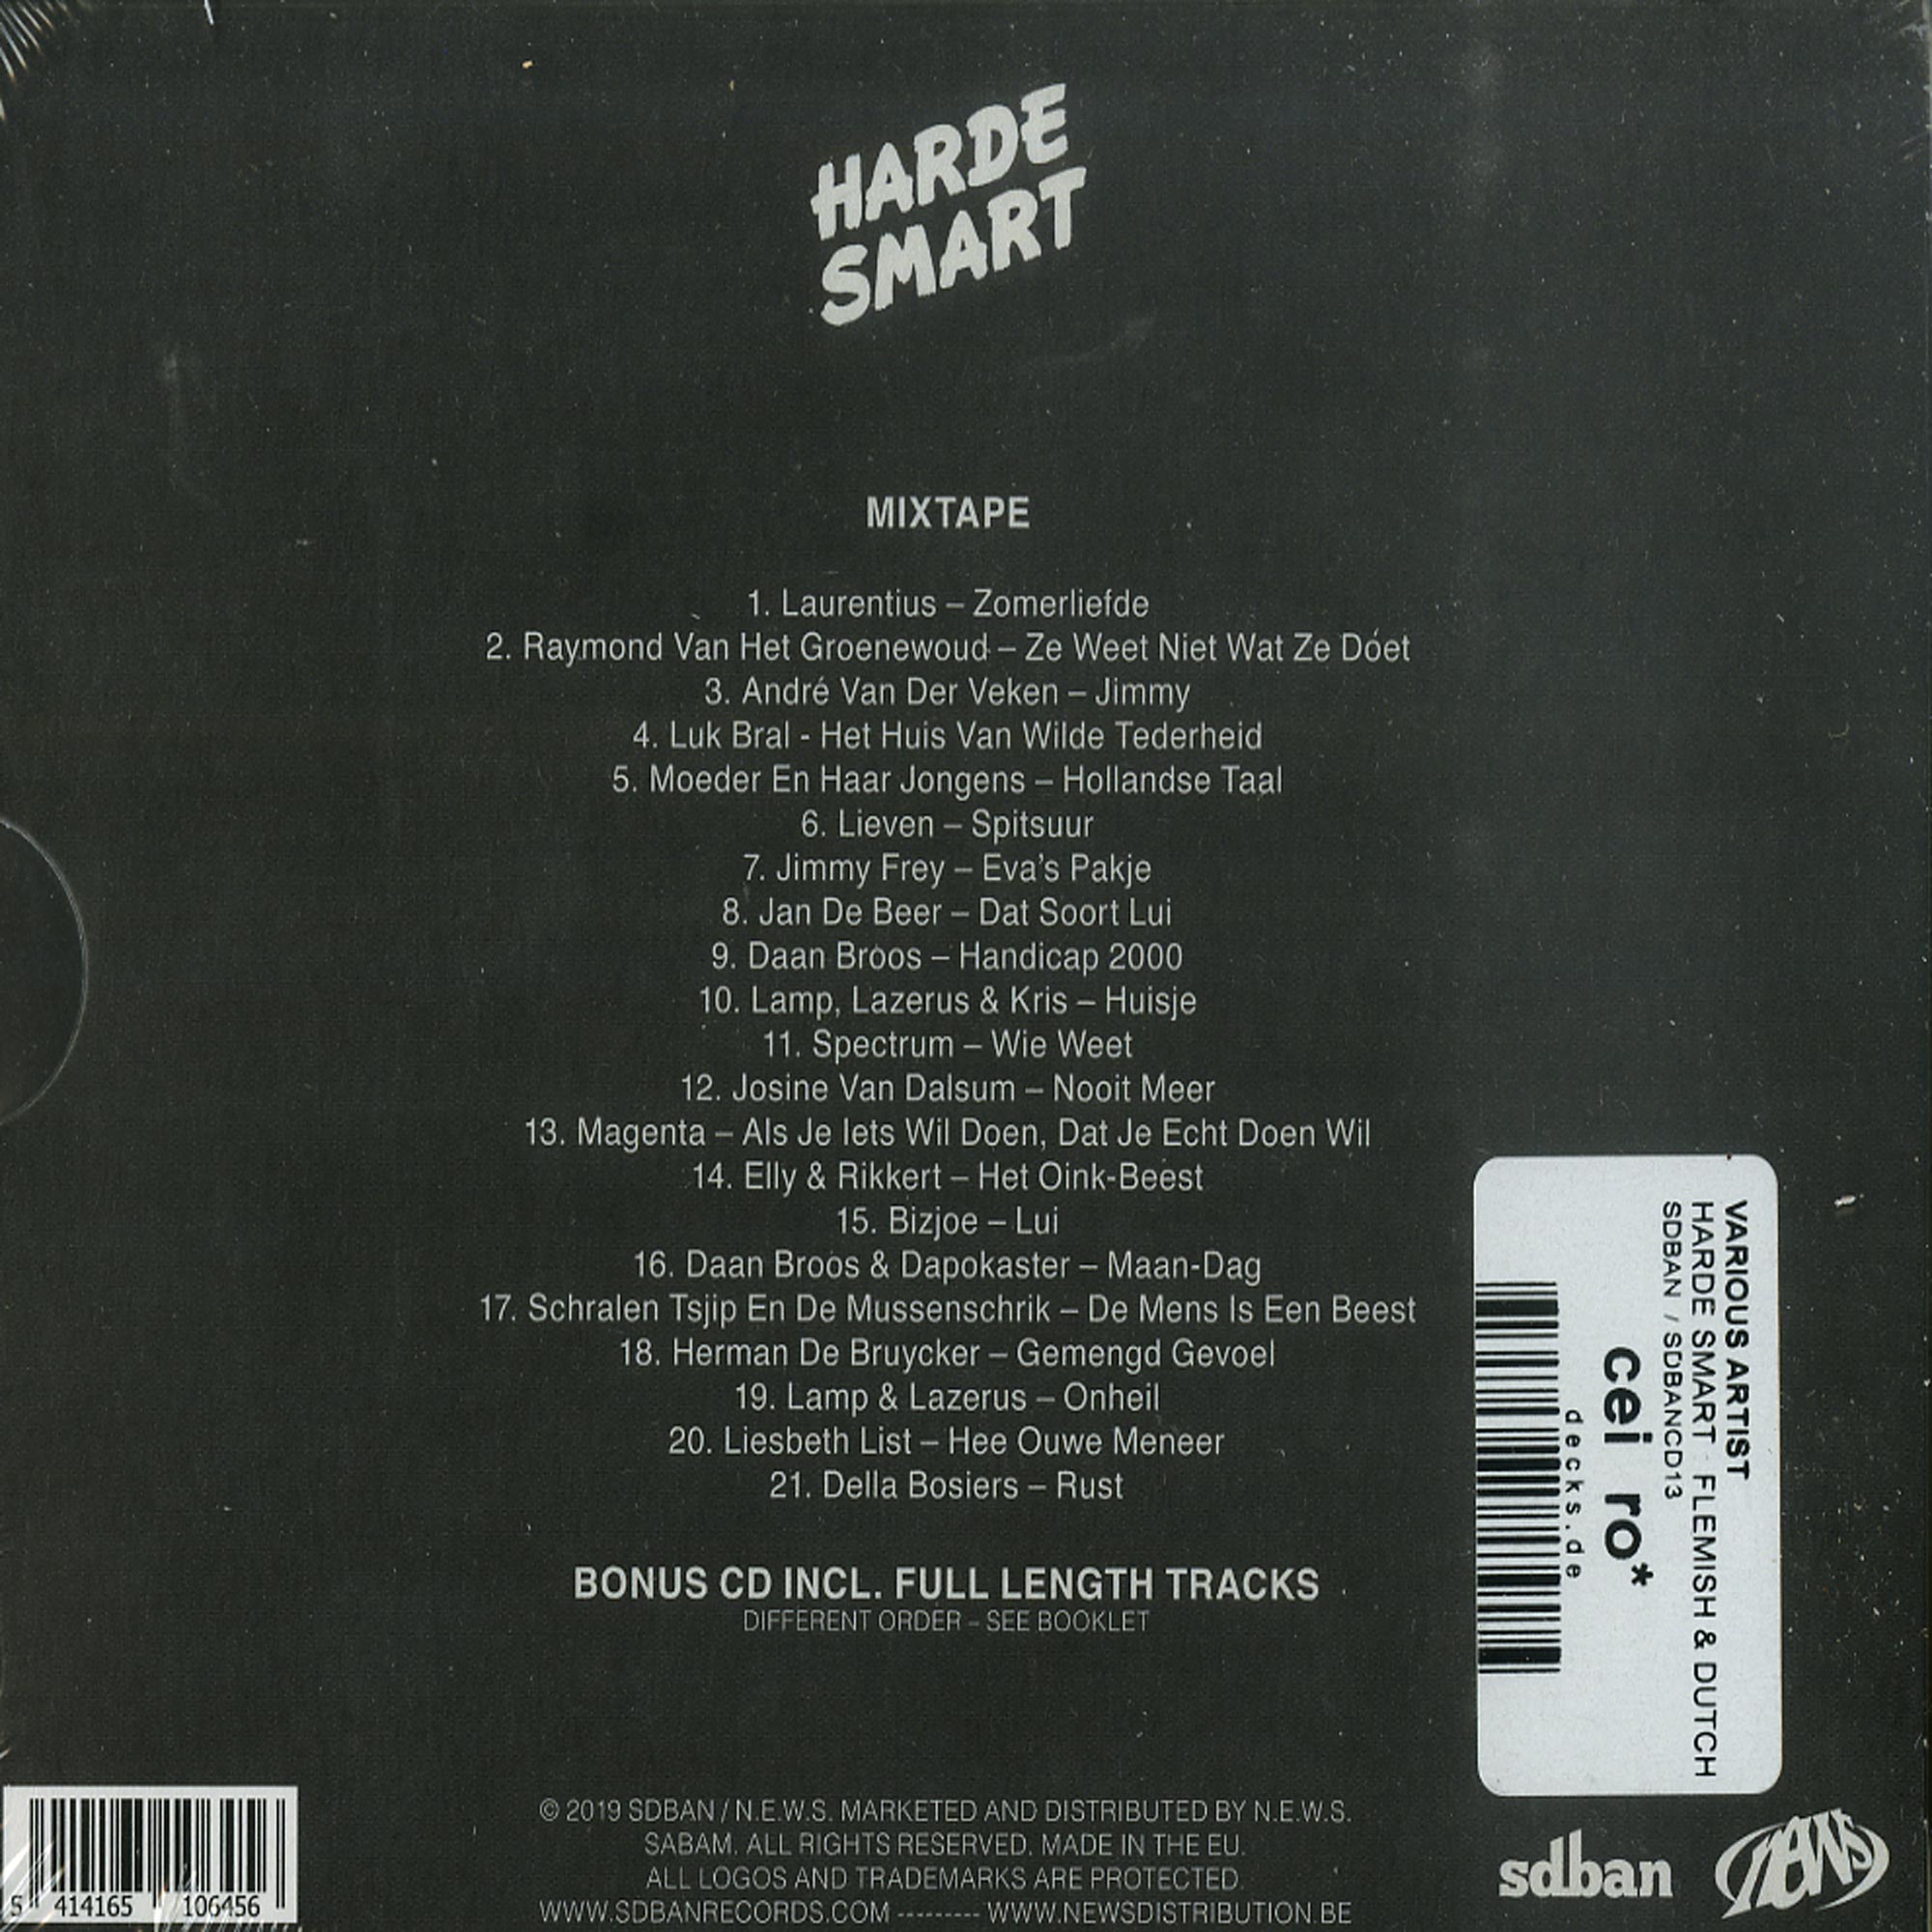 HARDE
SMART
MIXTAPE
1. Laurentius – Zomerliefde
2. Raymond Van Het Groenewoud – Ze Weet Niet Wat Ze Doet
3. André Van Der Veken – Jimmy
4. Luk Bral - Het Huis Van Wilde Tederheid
5. Moeder En Haar Jongens – Hollandse Taal
6. Lieven – Spitsuur
7. Jimmy Frey – Eva's Pakje
8. Jan De Beer – Dat Soort Lui
9. Daan Broos – Handicap 2000
10. Lamp, Lazerus & Kris – Huisje
11. Spectrum – Wie Weet
12. Josine Van Dalsum – Nooit Meer
13. Magenta – Als Je Iets Wil Doen, Dat Je Echt Doen Wil
14. Elly & Rikkert – Het Oink-Beest
15. Bizjoe – Lui
16. Daan Broos & Dapokaster – Maan-Dag
17. Schralen Tsjip En De Mussenschrik – De Mens Is Een Beest
18. Herman De Bruycker – Gemengd Gevoel
19. Lamp & Lazerus – Onheil
20. Liesbeth List – Hee Ouwe Meneer
21. Della Bosiers – Rust
BONUS CD INCL. FULL LENGTH TRACKS
DIFFERENT ORDER – SEE BOOKLET
VARIOUS ARTIST
HARDE SMART FLEMISH & DUTCH
SDBAN / SDBANCD13
cei ro*
decks.de
© 2019 SDBAN / N.E.W.S. MARKETED AND DISTRIBUTED BY N.E.W.S.
SABAM. ALL RIGHTS RESERVED. MADE IN THE EU.
ALL LOGOS AND TRADEMARKS ARE PROTECTED.
WWW.SDBANRECORDS.COM --------- WWW.NEWSDISTRIBUTION.BE
5 414165 106456
sdban
news